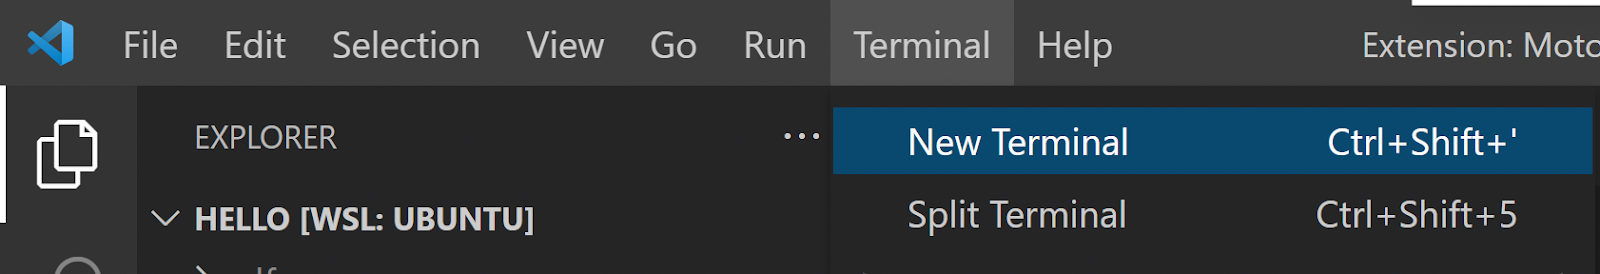 File Edit Selection View Go Run Terminal Help Extension: Moto
EXPLORER ...
New Terminal Ctrl+Shift+'
HELLO [WSL: UBUNTU]
Split Terminal Ctrl+Shift+5